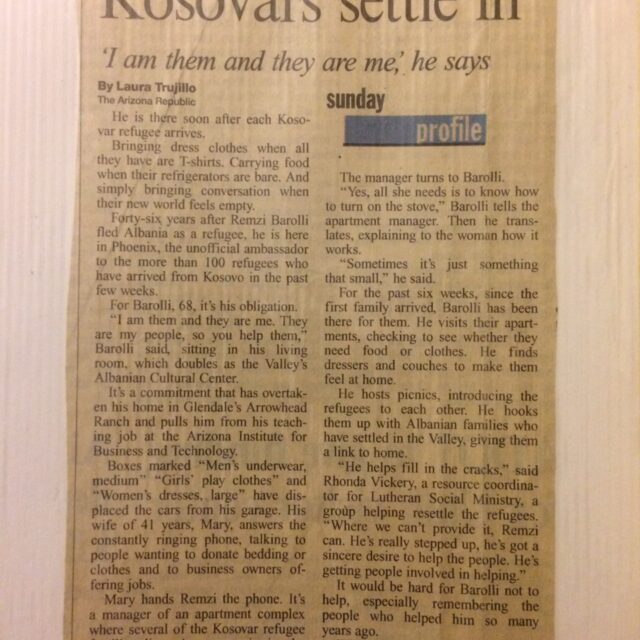 Kosovars settle in
'I am them and they are me,' he says
By Laura Trujillo
The Arizona Republic
He is there soon after each Koso-
var refugee arrives.
Bringing dress clothes when all
they have are T-shirts. Carrying food
when their refrigerators are bare. And
simply bringing conversation when
their new world feels empty.
Forty-six years after Remzi Barolli
fled Albania as a refugee, he is here
in Phoenix, the unofficial ambassador
to the more than 100 refugees who
have arrived from Kosovo in the past
few weeks.
For Barolli, 68, it's his obligation.
"I am them and they are me. They
are my people, so you help them,"
Barolli said, sitting in his living
room, which doubles as the Valley's
Albanian Cultural Center.
It's a commitment that has overtak-
en his home in Glendale's Arrowhead
Ranch and pulls him from his teach-
ing job at the Arizona Institute for
Business and Technology.
Boxes marked "Men's underwear,
medium" "Girls' play clothes" and
"Women's dresses, large" have dis-
placed the cars from his garage. His
wife of 41 years, Mary, answers the
constantly ringing phone, talking to
people wanting to donate bedding or
clothes and to business owners of-
fering jobs.
Mary hands Remzi the phone. It's
a manager of an apartment complex
where several of the Kosovar refugee
sunday
profile
The manager turns to Barolli.
"Yes, all she needs is to know how
to turn on the stove," Barolli tells the
apartment manager. Then he trans-
lates, explaining to the woman how it
works.
"Sometimes it's just something
that small," he said.
For the past six weeks, since the
first family arrived, Barolli has been
there for them. He visits their apart-
ments, checking to see whether they
need food or clothes. He finds
dressers and couches to make them
feel at home.
He hosts picnics, introducing the
refugees to each other. He hooks
them up with Albanian families who
have settled in the Valley, giving them
a link to home.
"He helps fill in the cracks," said
Rhonda Vickery, a resource coordina-
tor for Lutheran Social Ministry, a
group helping resettle the refugees.
"Where we can't provide it, Remzi
can. He's really stepped up, he's got a
sincere desire to help the people. He's
getting people involved in helping."
It would be hard for Barolli not to
help, especially remembering the
people who helped him so many
years ago.